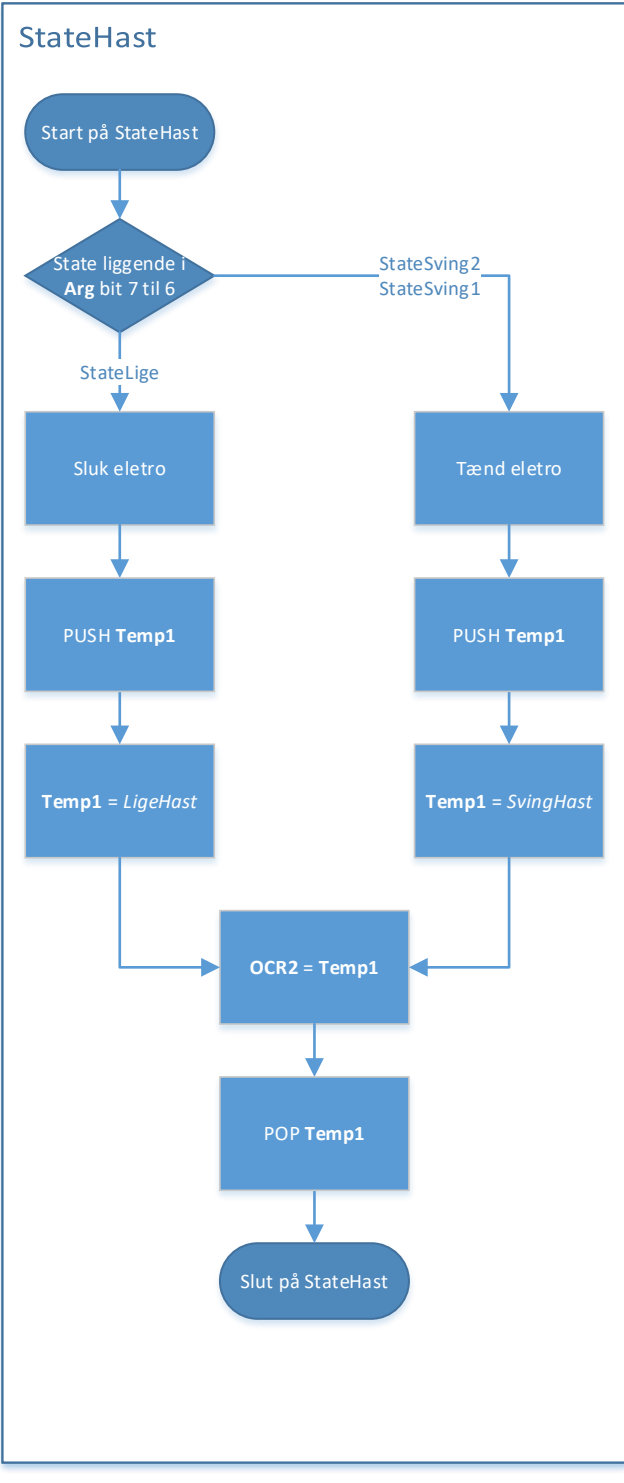 StateHast
Start på StateHast
State liggende i
Arg bit 7 til 6
StateSving2
StateSving1
StateLige
Sluk eletro
Tænd eletro
PUSH Temp1
PUSH Temp1
Temp1 = LigeHast
Temp1 = SvingHast
OCR2 = Temp1
POP Temp1
Slut på StateHast